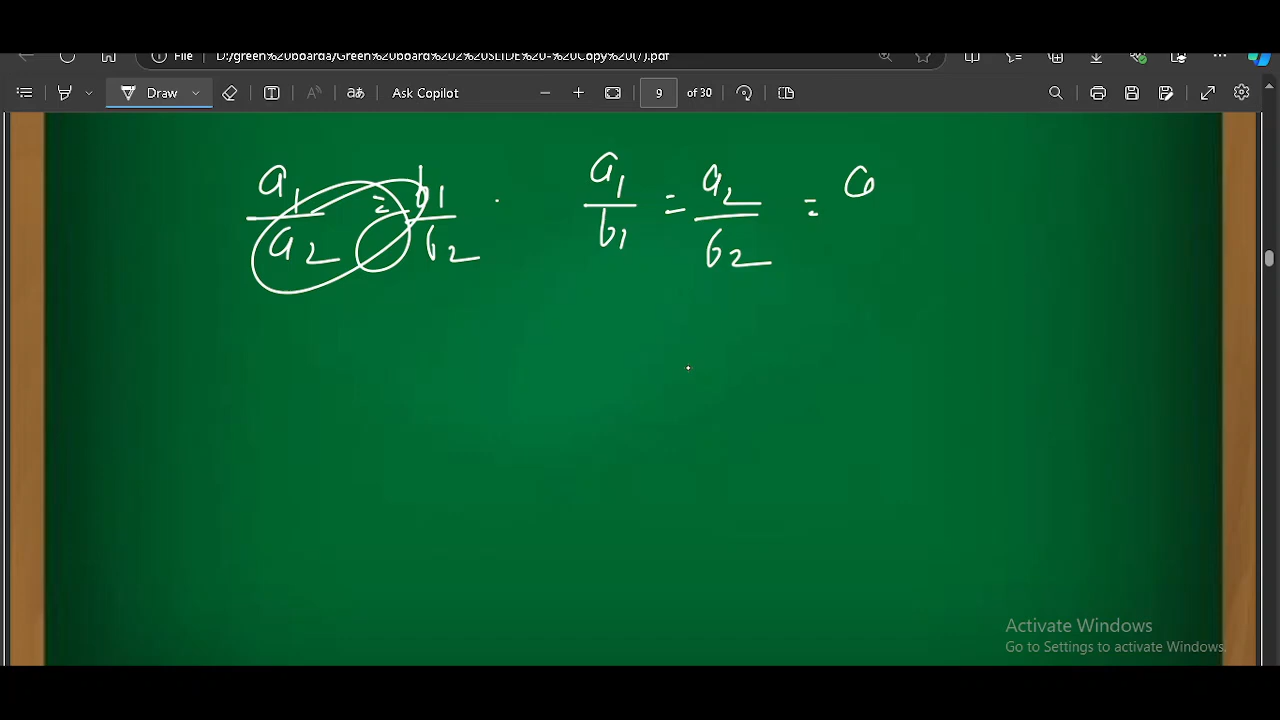 File D:/green%20boarda/Green%20board%202%20SLIDE%20-%20Copy%20(7).pdf
Draw Ask Copilot 9 of 30
a₁/a₂ = b₁/b₂ . a₁/b₁ = a₂/b₂ =
Activate Windows
Go to Settings to activate Windows.